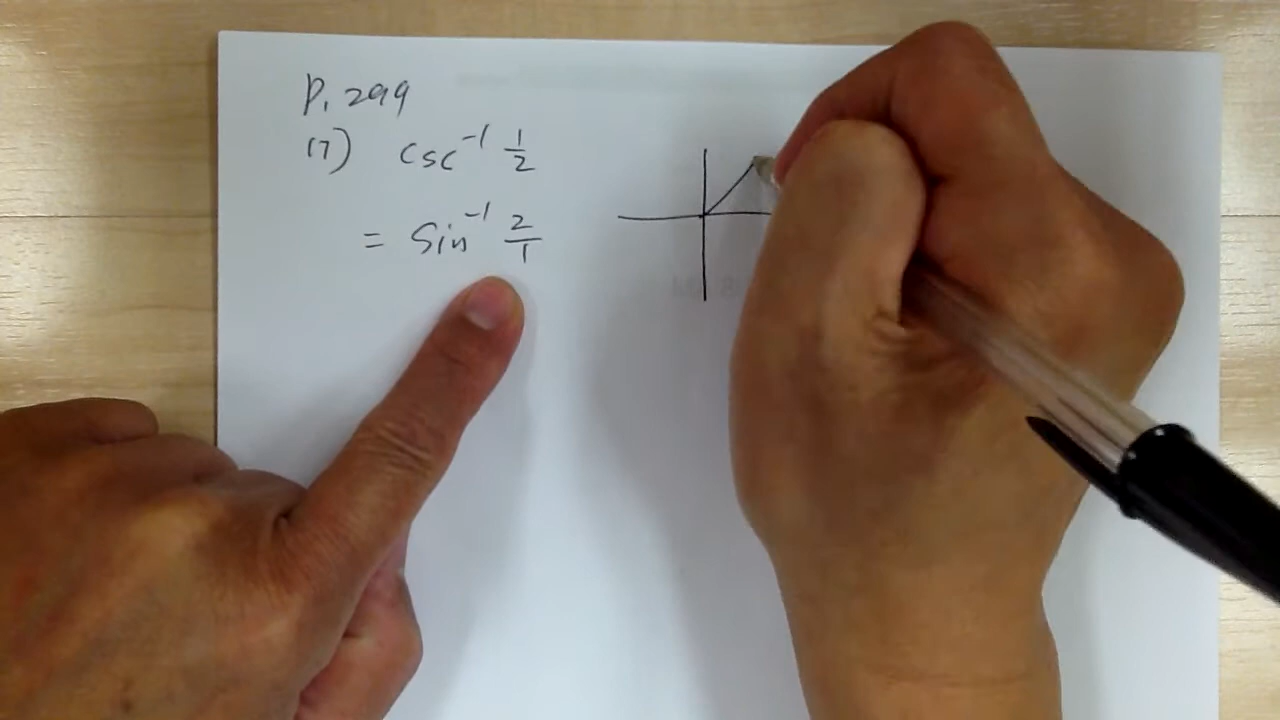 P. 299
17) csc⁻¹ 1/2
= Sin⁻¹ 2/1